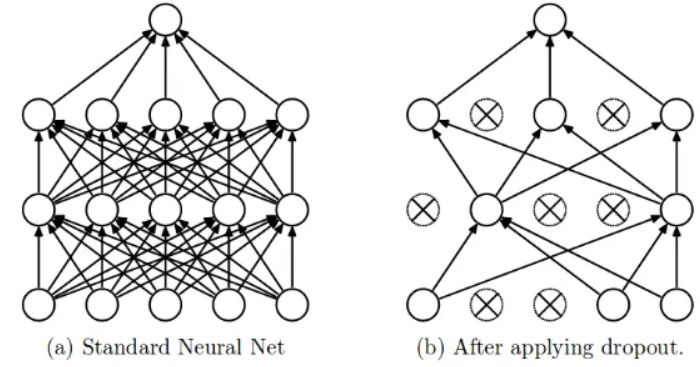 (a) Standard Neural Net
(b) After applying dropout.